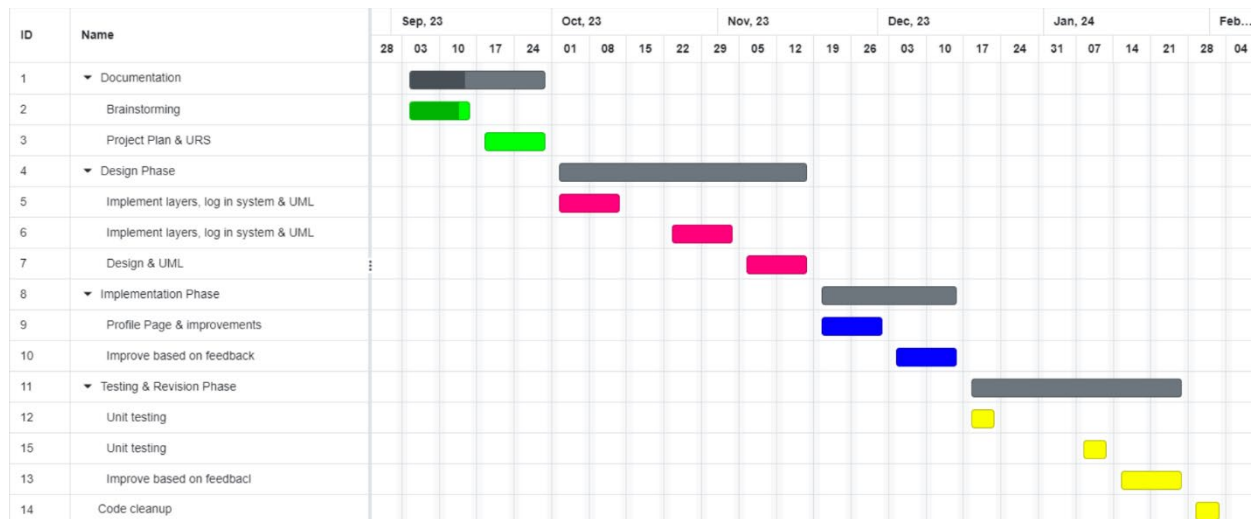 ID Name Sep, 23 Oct, 23 Nov, 23 Dec, 23 Jan, 24 Feb...
28 03 10 17 24 01 08 15 22 29 05 12 19 26 03 10 17 24 31 07 14 21 28 04
1 Documentation
2 Brainstorming
3 Project Plan & URS
4 Design Phase
5 Implement layers, log in system & UML
6 Implement layers, log in system & UML
7 Design & UML
8 Implementation Phase
9 Profile Page & improvements
10 Improve based on feedback
11 Testing & Revision Phase
12 Unit testing
15 Unit testing
13 Improve based on feedbacl
14 Code cleanup